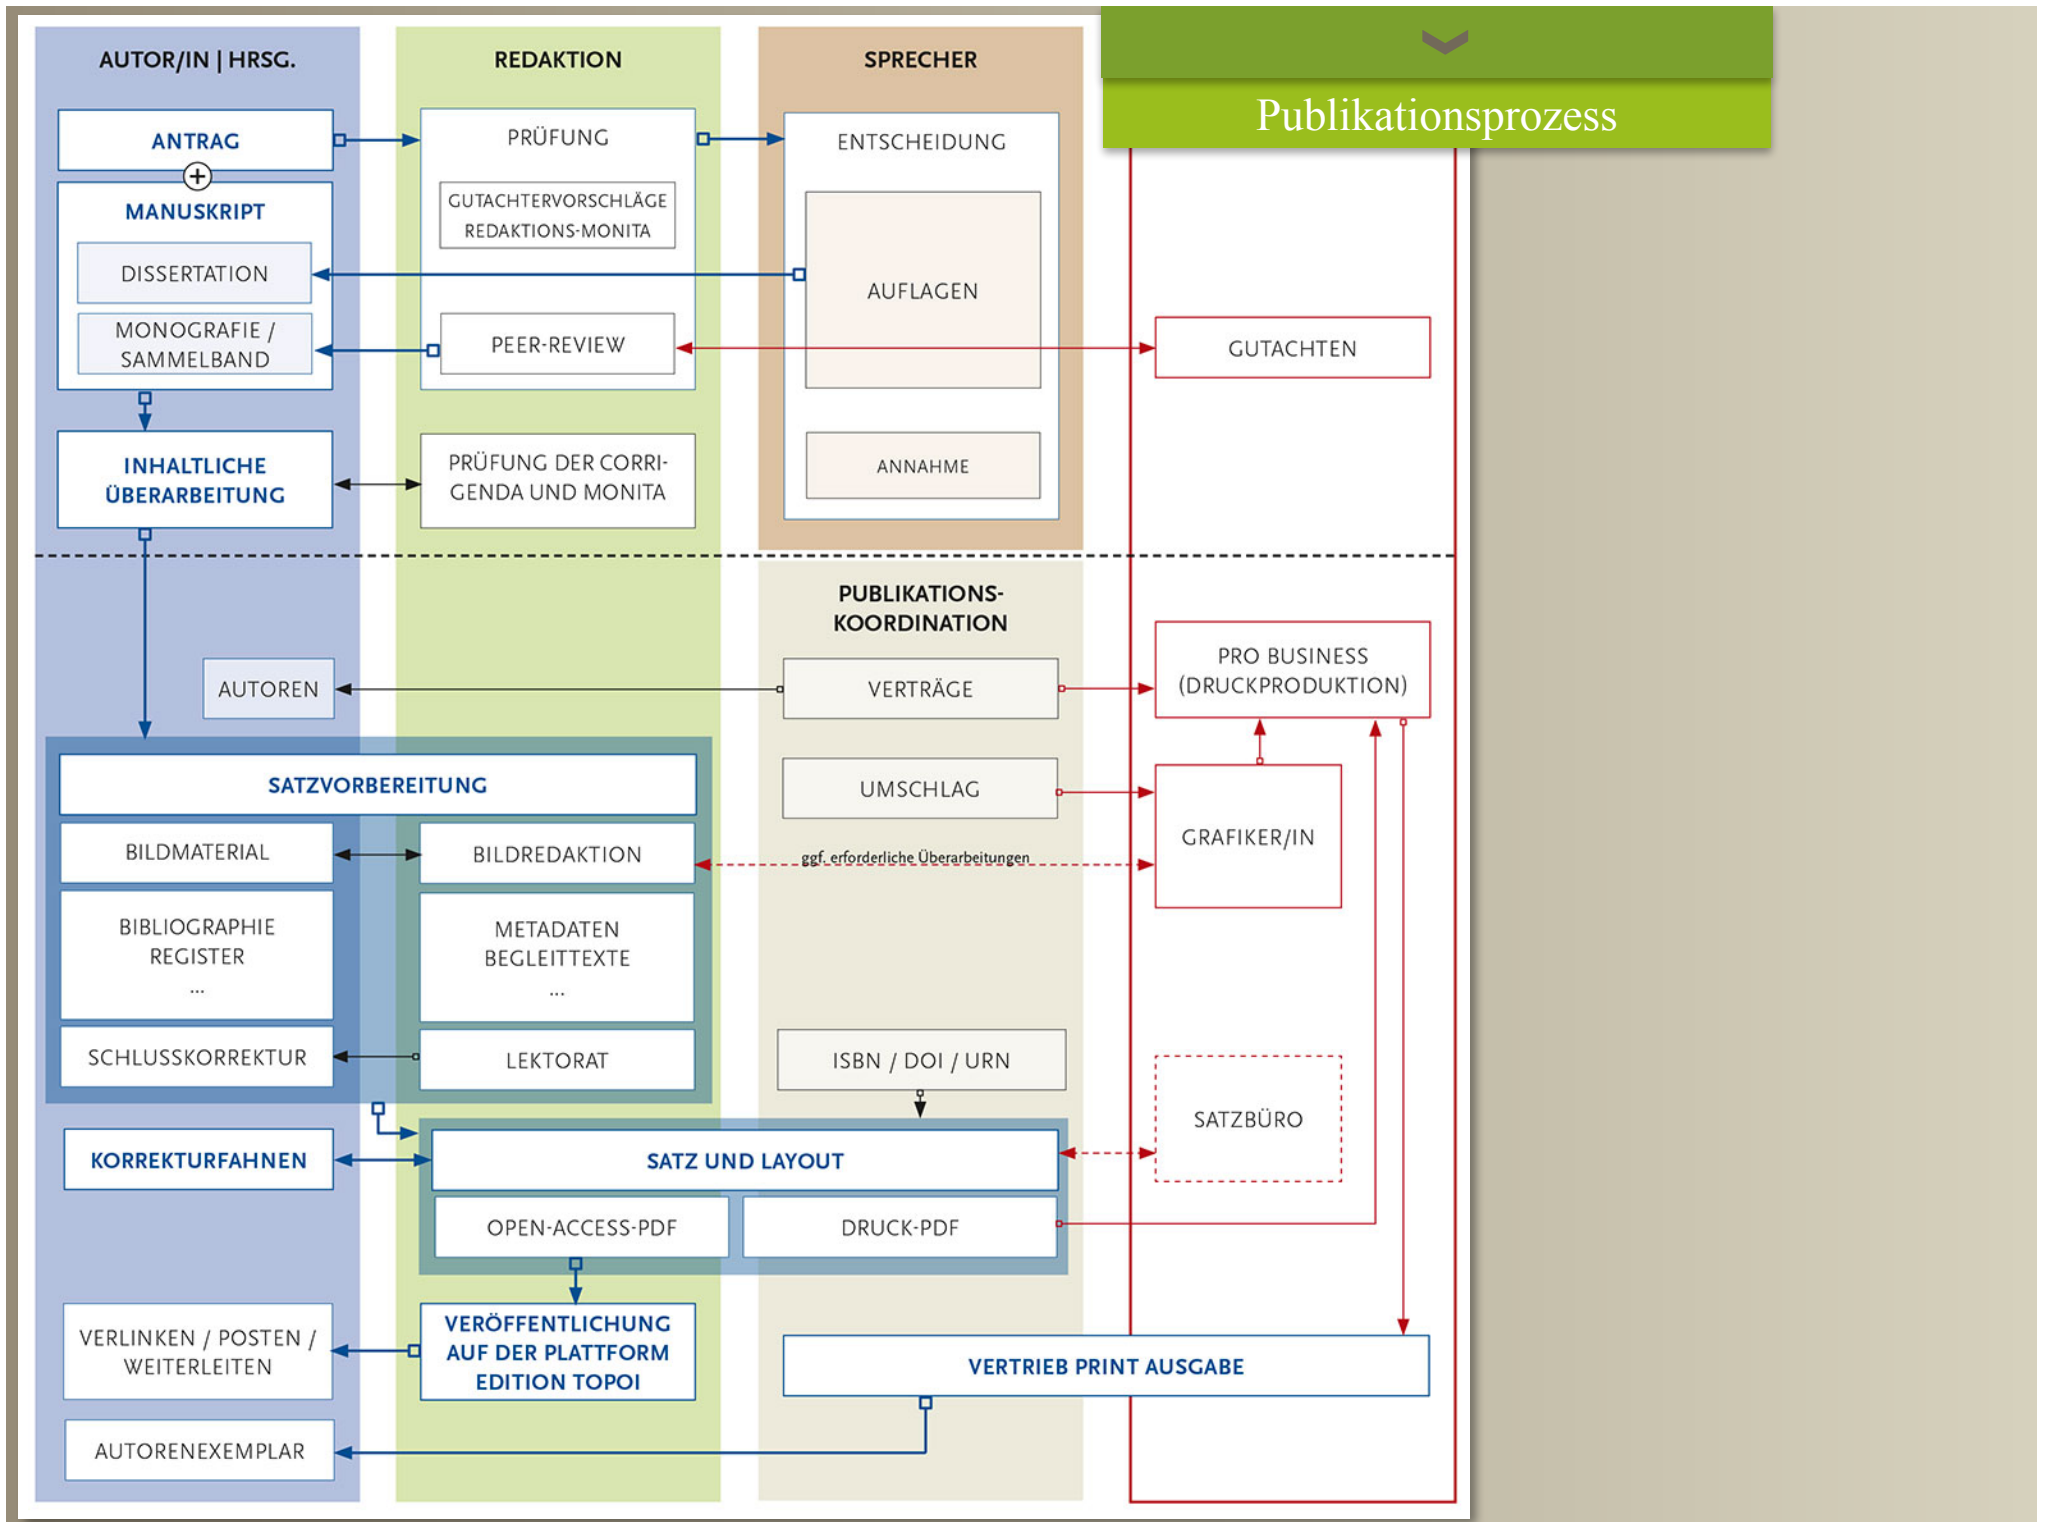 AUTOR/IN | HRSG.
REDAKTION
SPRECHER
Publikationsprozess
ANTRAG
+
MANUSKRIPT
DISSERTATION
MONOGRAFIE /
SAMMELBAND
PRÜFUNG
GUTACHTERVORSCHLÄGE
REDAKTIONS-MONITA
PEER-REVIEW
ENTSCHEIDUNG
AUFLAGEN
ANNAHME
GUTACHTEN
INHALTLICHE
ÜBERARBEITUNG
PRÜFUNG DER CORRI-
GENDA UND MONITA
PUBLIKATIONS-
KOORDINATION
AUTOREN
VERTRÄGE
PRO BUSINESS
(DRUCKPRODUKTION)
SATZVORBEREITUNG
UMSCHLAG
GRAFIKER/IN
BILDMATERIAL
BILDREDAKTION
ggf. erforderliche Überarbeitungen
BIBLIOGRAPHIE
REGISTER
...
METADATEN
BEGLEITTEXTE
...
SCHLUSSKORREKTUR
LEKTORAT
ISBN / DOI / URN
SATZBÜRO
KORREKTURFAHNEN
SATZ UND LAYOUT
OPEN-ACCESS-PDF
DRUCK-PDF
VERLINKEN / POSTEN /
WEITERLEITEN
VERÖFFENTLICHUNG
AUF DER PLATTFORM
EDITION TOPOI
VERTRIEB PRINT AUSGABE
AUTORENEXEMPLAR